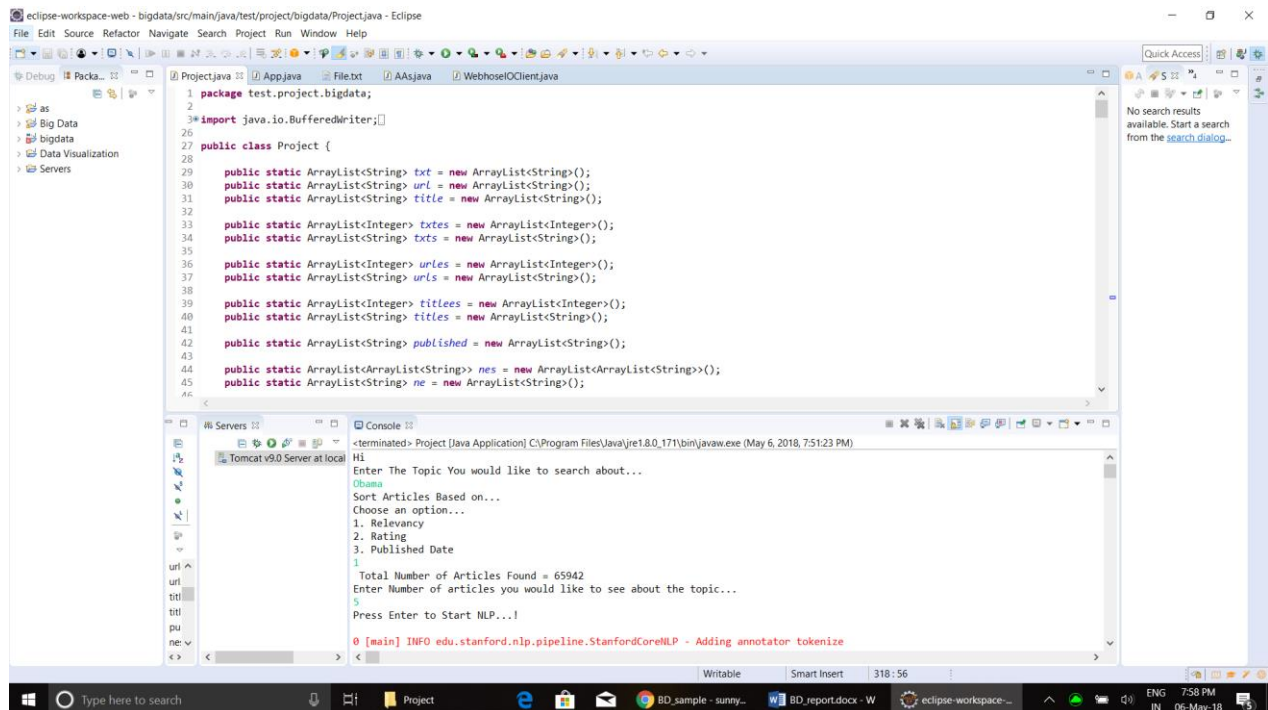 eclipse-workspace-web - bigdata/src/main/java/test/project/bigdata/Project.java - Eclipse
File Edit Source Refactor Navigate Search Project Run Window Help
Quick Access
Debug Packa...
as
Big Data
bigdata
Data Visualization
Servers
Project.java App.java File.txt AAs.java WebhoseIOClient.java
1 package test.project.bigdata;
2
3 import java.io.BufferedWriter;
26
27 public class Project {
28
29 public static ArrayList<String> txt = new ArrayList<String>();
30 public static ArrayList<String> url = new ArrayList<String>();
31 public static ArrayList<String> title = new ArrayList<String>();
32
33 public static ArrayList<Integer> txtes = new ArrayList<Integer>();
34 public static ArrayList<String> txts = new ArrayList<String>();
35
36 public static ArrayList<Integer> urles = new ArrayList<Integer>();
37 public static ArrayList<String> urls = new ArrayList<String>();
38
39 public static ArrayList<Integer> titlees = new ArrayList<Integer>();
40 public static ArrayList<String> titles = new ArrayList<String>();
41
42 public static ArrayList<String> published = new ArrayList<String>();
43
44 public static ArrayList<ArrayList<String>> nes = new ArrayList<ArrayList<String>>();
45 public static ArrayList<String> ne = new ArrayList<String>();
46
A S 4
No search results
available. Start a search
from the search dialog...
url
url
titl
titl
pu
ne:
Servers
Tomcat v9.0 Server at local
Console
<terminated> Project [Java Application] C:\Program Files\Java\jre1.8.0_171\bin\javaw.exe (May 6, 2018, 7:51:23 PM)
Hi
Enter The Topic You would like to search about...
Obama
Sort Articles Based on...
Choose an option...
1. Relevancy
2. Rating
3. Published Date
1
Total Number of Articles Found = 65942
Enter Number of articles you would like to see about the topic...
5
Press Enter to Start NLP...!
0 [main] INFO edu.stanford.nlp.pipeline.StanfordCoreNLP - Adding annotator tokenize
Writable Smart Insert 318 : 56
Type here to search
Project
BD_sample - sunny...
BD_report.docx - W
eclipse-workspace-...
ENG
IN
7:58 PM
06-May-18
5